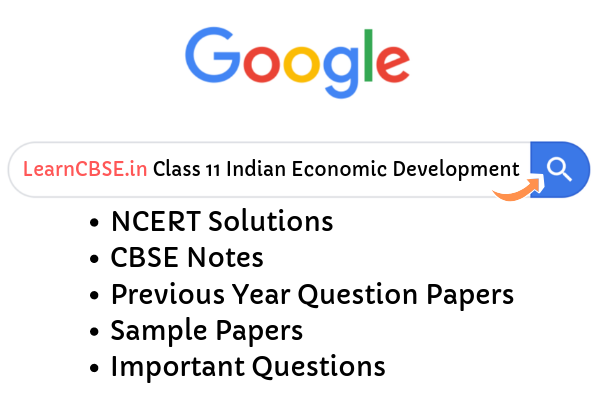 Google
LearnCBSE.in Class 11 Indian Economic Development
• NCERT Solutions
• CBSE Notes
• Previous Year Question Papers
• Sample Papers
• Important Questions